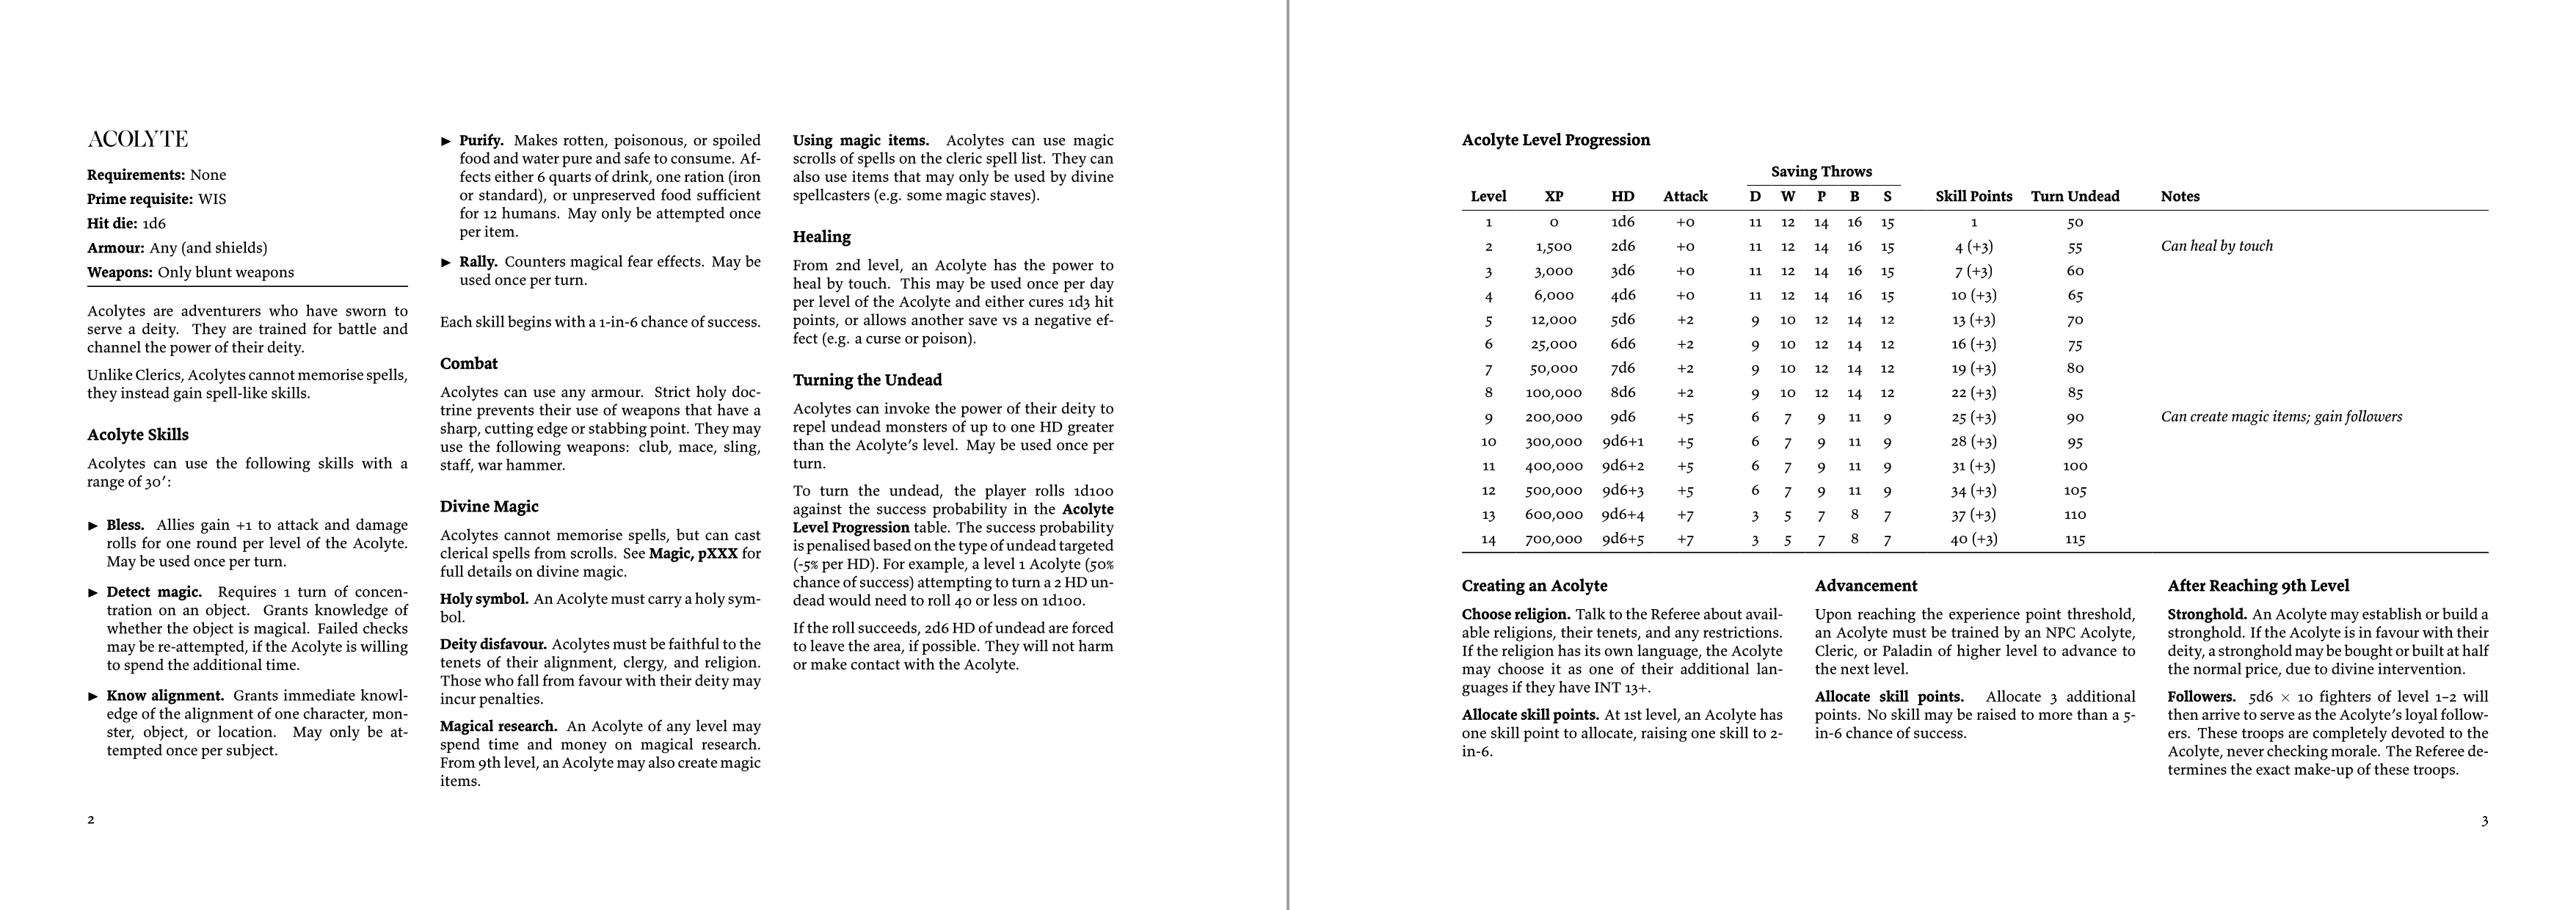 ACOLYTE
Requirements: None
Prime requisite: WIS
Hit die: 1d6
Armour: Any (and shields)
Weapons: Only blunt weapons
Acolytes are adventurers who have sworn to
serve a deity. They are trained for battle and
channel the power of their deity.
Unlike Clerics, Acolytes cannot memorise spells,
they instead gain spell-like skills.
Acolyte Skills
Acolytes can use the following skills with a
range of 30′:
► Bless. Allies gain +1 to attack and damage
rolls for one round per level of the Acolyte.
May be used once per turn.
► Detect magic. Requires 1 turn of concen-
tration on an object. Grants knowledge of
whether the object is magical. Failed checks
may be re-attempted, if the Acolyte is willing
to spend the additional time.
► Know alignment. Grants immediate knowl-
edge of the alignment of one character, mon-
ster, object, or location. May only be at-
tempted once per subject.
► Purify. Makes rotten, poisonous, or spoiled
food and water pure and safe to consume. Af-
fects either 6 quarts of drink, one ration (iron
or standard), or unpreserved food sufficient
for 12 humans. May only be attempted once
per item.
► Rally. Counters magical fear effects. May be
used once per turn.
Each skill begins with a 1-in-6 chance of success.
Combat
Acolytes can use any armour. Strict holy doc-
trine prevents their use of weapons that have a
sharp, cutting edge or stabbing point. They may
use the following weapons: club, mace, sling,
staff, war hammer.
Divine Magic
Acolytes cannot memorise spells, but can cast
clerical spells from scrolls. See Magic, pXXX for
full details on divine magic.
Holy symbol. An Acolyte must carry a holy sym-
bol.
Deity disfavour. Acolytes must be faithful to the
tenets of their alignment, clergy, and religion.
Those who fall from favour with their deity may
incur penalties.
Magical research. An Acolyte of any level may
spend time and money on magical research.
From 9th level, an Acolyte may also create magic
items.
Using magic items. Acolytes can use magic
scrolls of spells on the cleric spell list. They can
also use items that may only be used by divine
spellcasters (e.g. some magic staves).
Healing
From 2nd level, an Acolyte has the power to
heal by touch. This may be used once per day
per level of the Acolyte and either cures 1d3 hit
points, or allows another save vs a negative ef-
fect (e.g. a curse or poison).
Turning the Undead
Acolytes can invoke the power of their deity to
repel undead monsters of up to one HD greater
than the Acolyte's level. May be used once per
turn.
To turn the undead, the player rolls 1d100
against the success probability in the Acolyte
Level Progression table. The success probability
is penalised based on the type of undead targeted
(-5% per HD). For example, a level 1 Acolyte (50%
chance of success) attempting to turn a 2 HD un-
dead would need to roll 40 or less on 1d100.
If the roll succeeds, 2d6 HD of undead are forced
to leave the area, if possible. They will not harm
or make contact with the Acolyte.
2
Acolyte Level Progression
Saving Throws
Level XP HD Attack D W P B S Skill Points Turn Undead Notes
1 0 1d6 +0 11 12 14 16 15 1 50
2 1,500 2d6 +0 11 12 14 16 15 4 (+3) 55 Can heal by touch
3 3,000 3d6 +0 11 12 14 16 15 7 (+3) 60
4 6,000 4d6 +0 11 12 14 16 15 10 (+3) 65
5 12,000 5d6 +2 9 10 12 14 12 13 (+3) 70
6 25,000 6d6 +2 9 10 12 14 12 16 (+3) 75
7 50,000 7d6 +2 9 10 12 14 12 19 (+3) 80
8 100,000 8d6 +2 9 10 12 14 12 22 (+3) 85
9 200,000 9d6 +5 6 7 9 11 9 25 (+3) 90 Can create magic items; gain followers
10 300,000 9d6+1 +5 6 7 9 11 9 28 (+3) 95
11 400,000 9d6+2 +5 6 7 9 11 9 31 (+3) 100
12 500,000 9d6+3 +5 6 7 9 11 9 34 (+3) 105
13 600,000 9d6+4 +7 3 5 7 8 7 37 (+3) 110
14 700,000 9d6+5 +7 3 5 7 8 7 40 (+3) 115
Creating an Acolyte
Choose religion. Talk to the Referee about avail-
able religions, their tenets, and any restrictions.
If the religion has its own language, the Acolyte
may choose it as one of their additional lan-
guages if they have INT 13+.
Allocate skill points. At 1st level, an Acolyte has
one skill point to allocate, raising one skill to 2-
in-6.
Advancement
Upon reaching the experience point threshold,
an Acolyte must be trained by an NPC Acolyte,
Cleric, or Paladin of higher level to advance to
the next level.
Allocate skill points. Allocate 3 additional
points. No skill may be raised to more than a 5-
in-6 chance of success.
After Reaching 9th Level
Stronghold. An Acolyte may establish or build a
stronghold. If the Acolyte is in favour with their
deity, a stronghold may be bought or built at half
the normal price, due to divine intervention.
Followers. 5d6 × 10 fighters of level 1–2 will
then arrive to serve as the Acolyte's loyal follow-
ers. These troops are completely devoted to the
Acolyte, never checking morale. The Referee de-
termines the exact make-up of these troops.
3